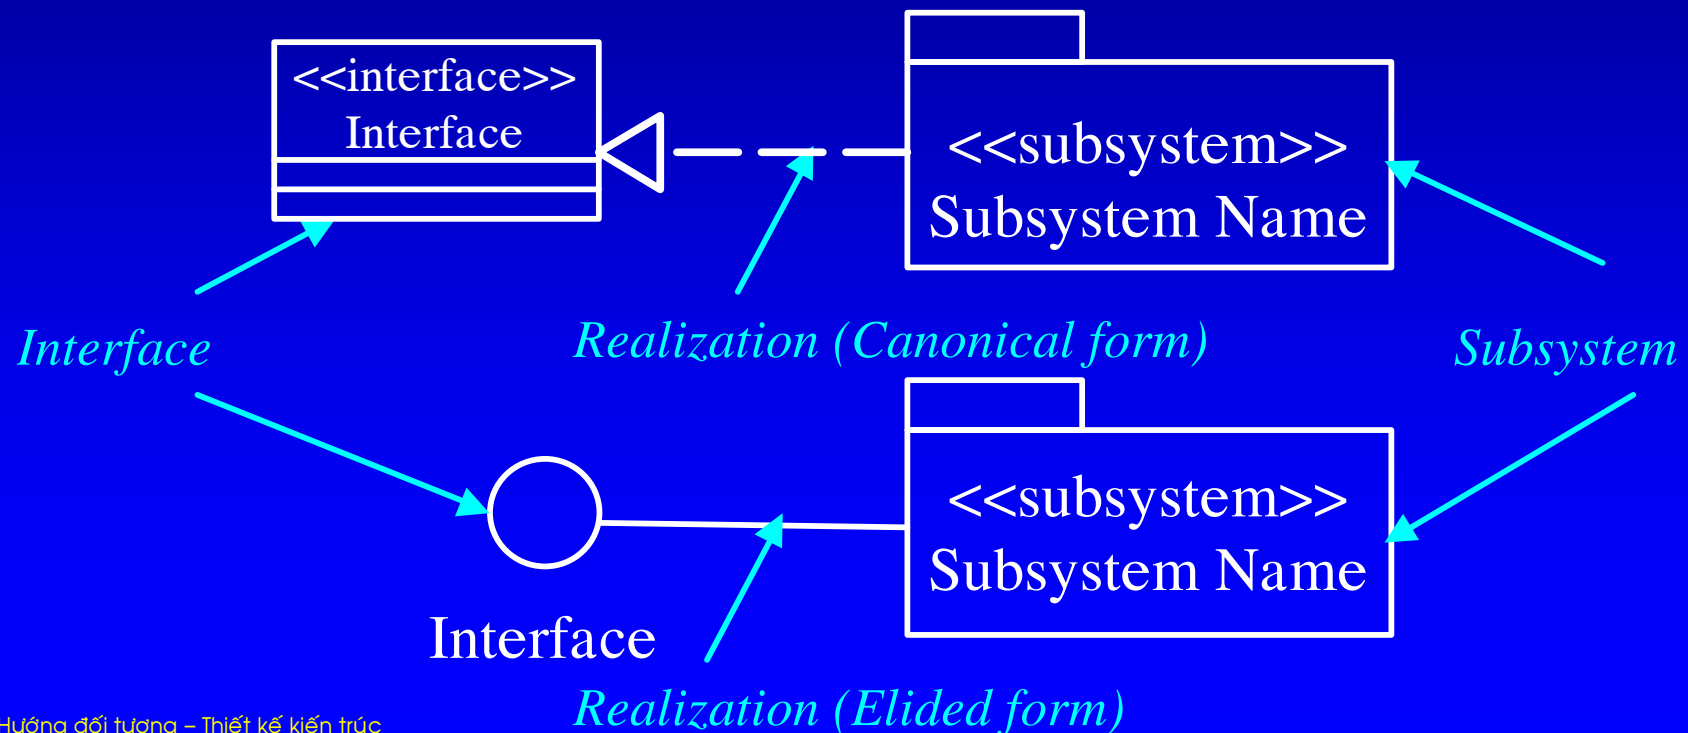 <<interface>>
Interface
<<subsystem>>
Subsystem Name
Interface
Realization (Canonical form)
Subsystem
<<subsystem>>
Subsystem Name
Interface
Realization (Elided form)
Hướng đối tượng – Thiết kế kiến trúc